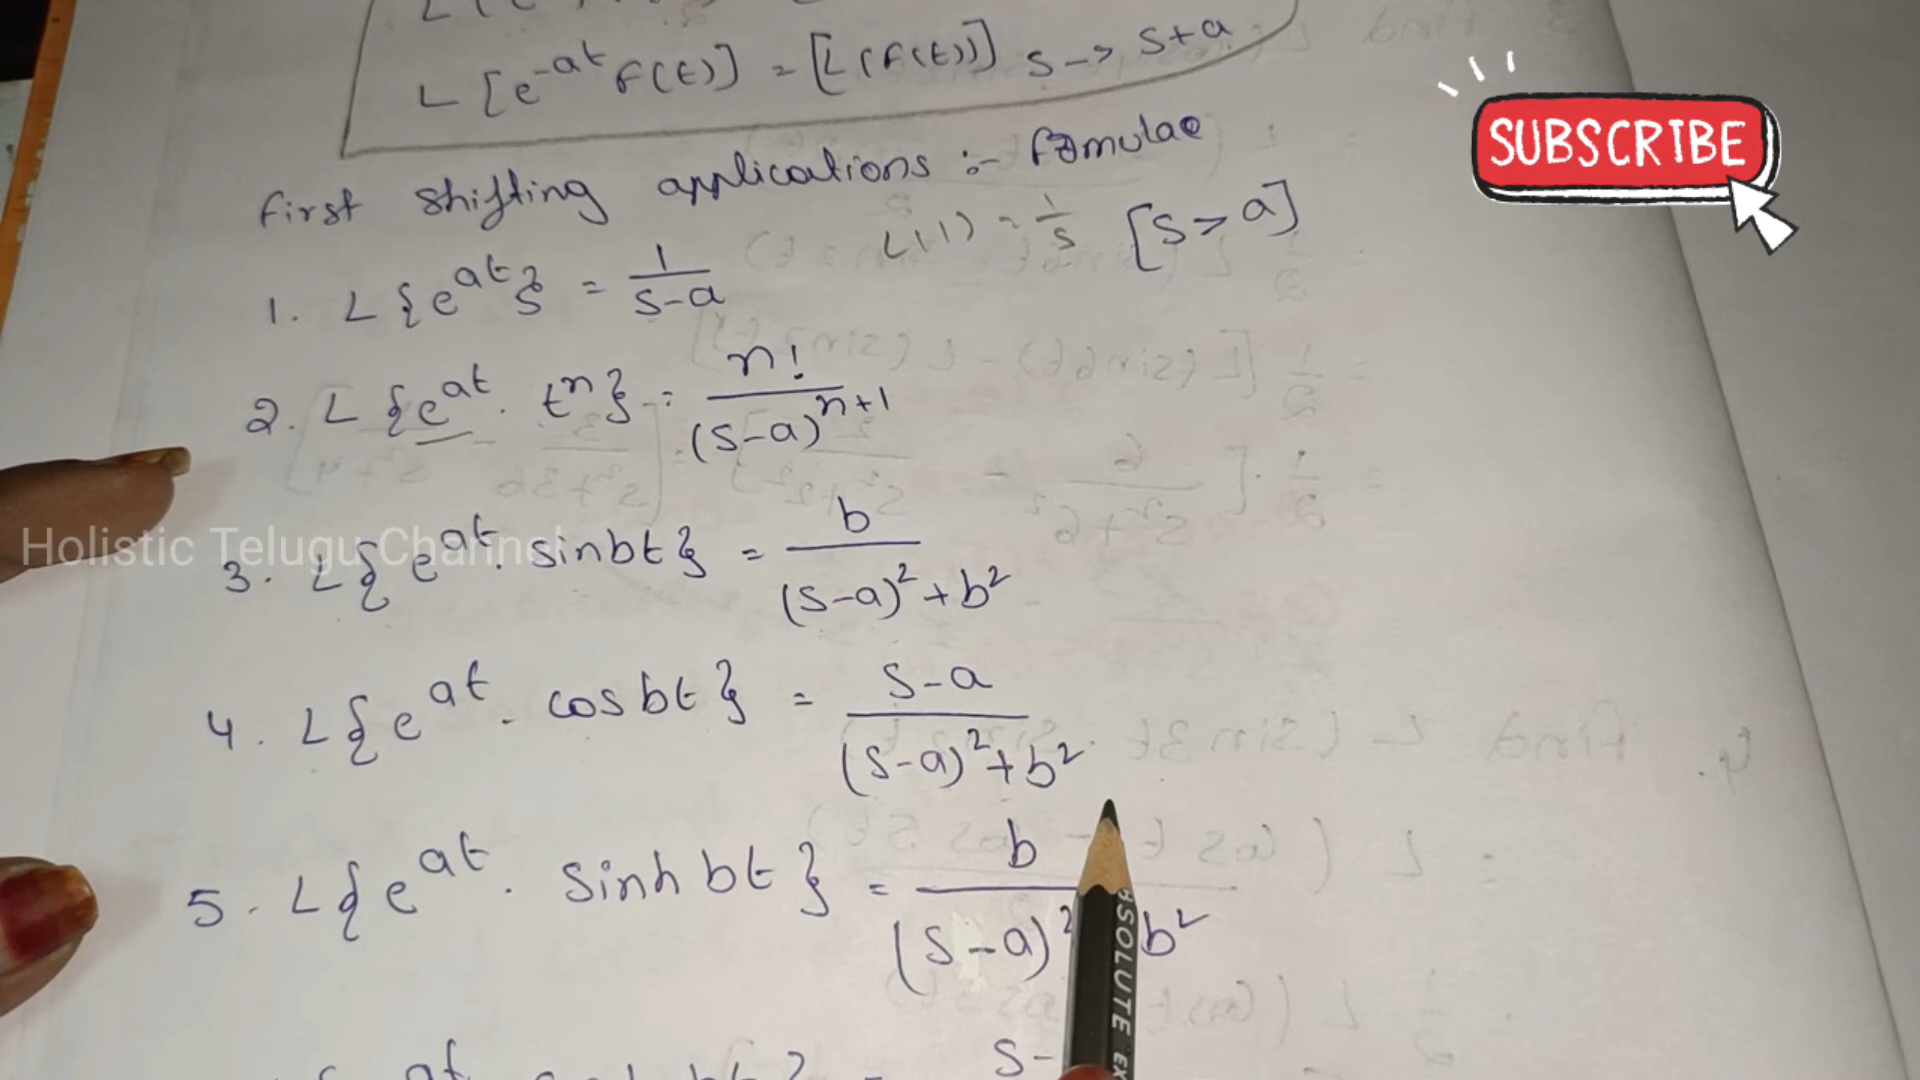 L[e^-at F(t)] = [L(F(t))] s -> s+a
First shifting applications :- Fomulae
L(1) = 1/s [s > a]
1. L{e^at} = 1/(s-a)
2. L{e^at . t^n} = n!/(s-a)^n+1
3. L{e^at . sinbt} = b/((s-a)^2+b^2)
4. L{e^at . cosbt} = (s-a)/((s-a)^2+b^2)
5. L{e^at . sinh bt} = b/((s-a)^2 b^2)
s-
SUBSCRIBE
Holistic Telugu Channel